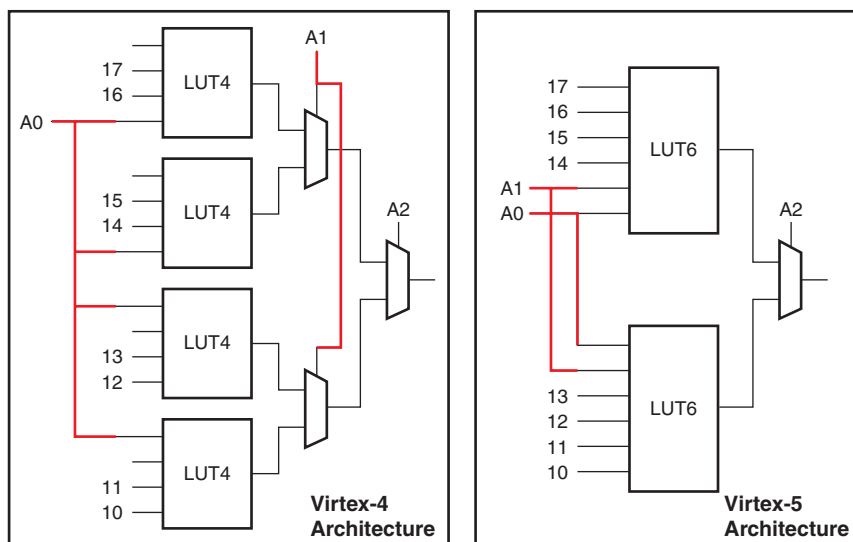 A1
17
16
LUT4
A0
15
14
LUT4
A2
13
12
LUT4
11
10
LUT4
Virtex-4
Architecture
17
16
15
14
LUT6
A1
A0
A2
13
12
11
10
LUT6
Virtex-5
Architecture